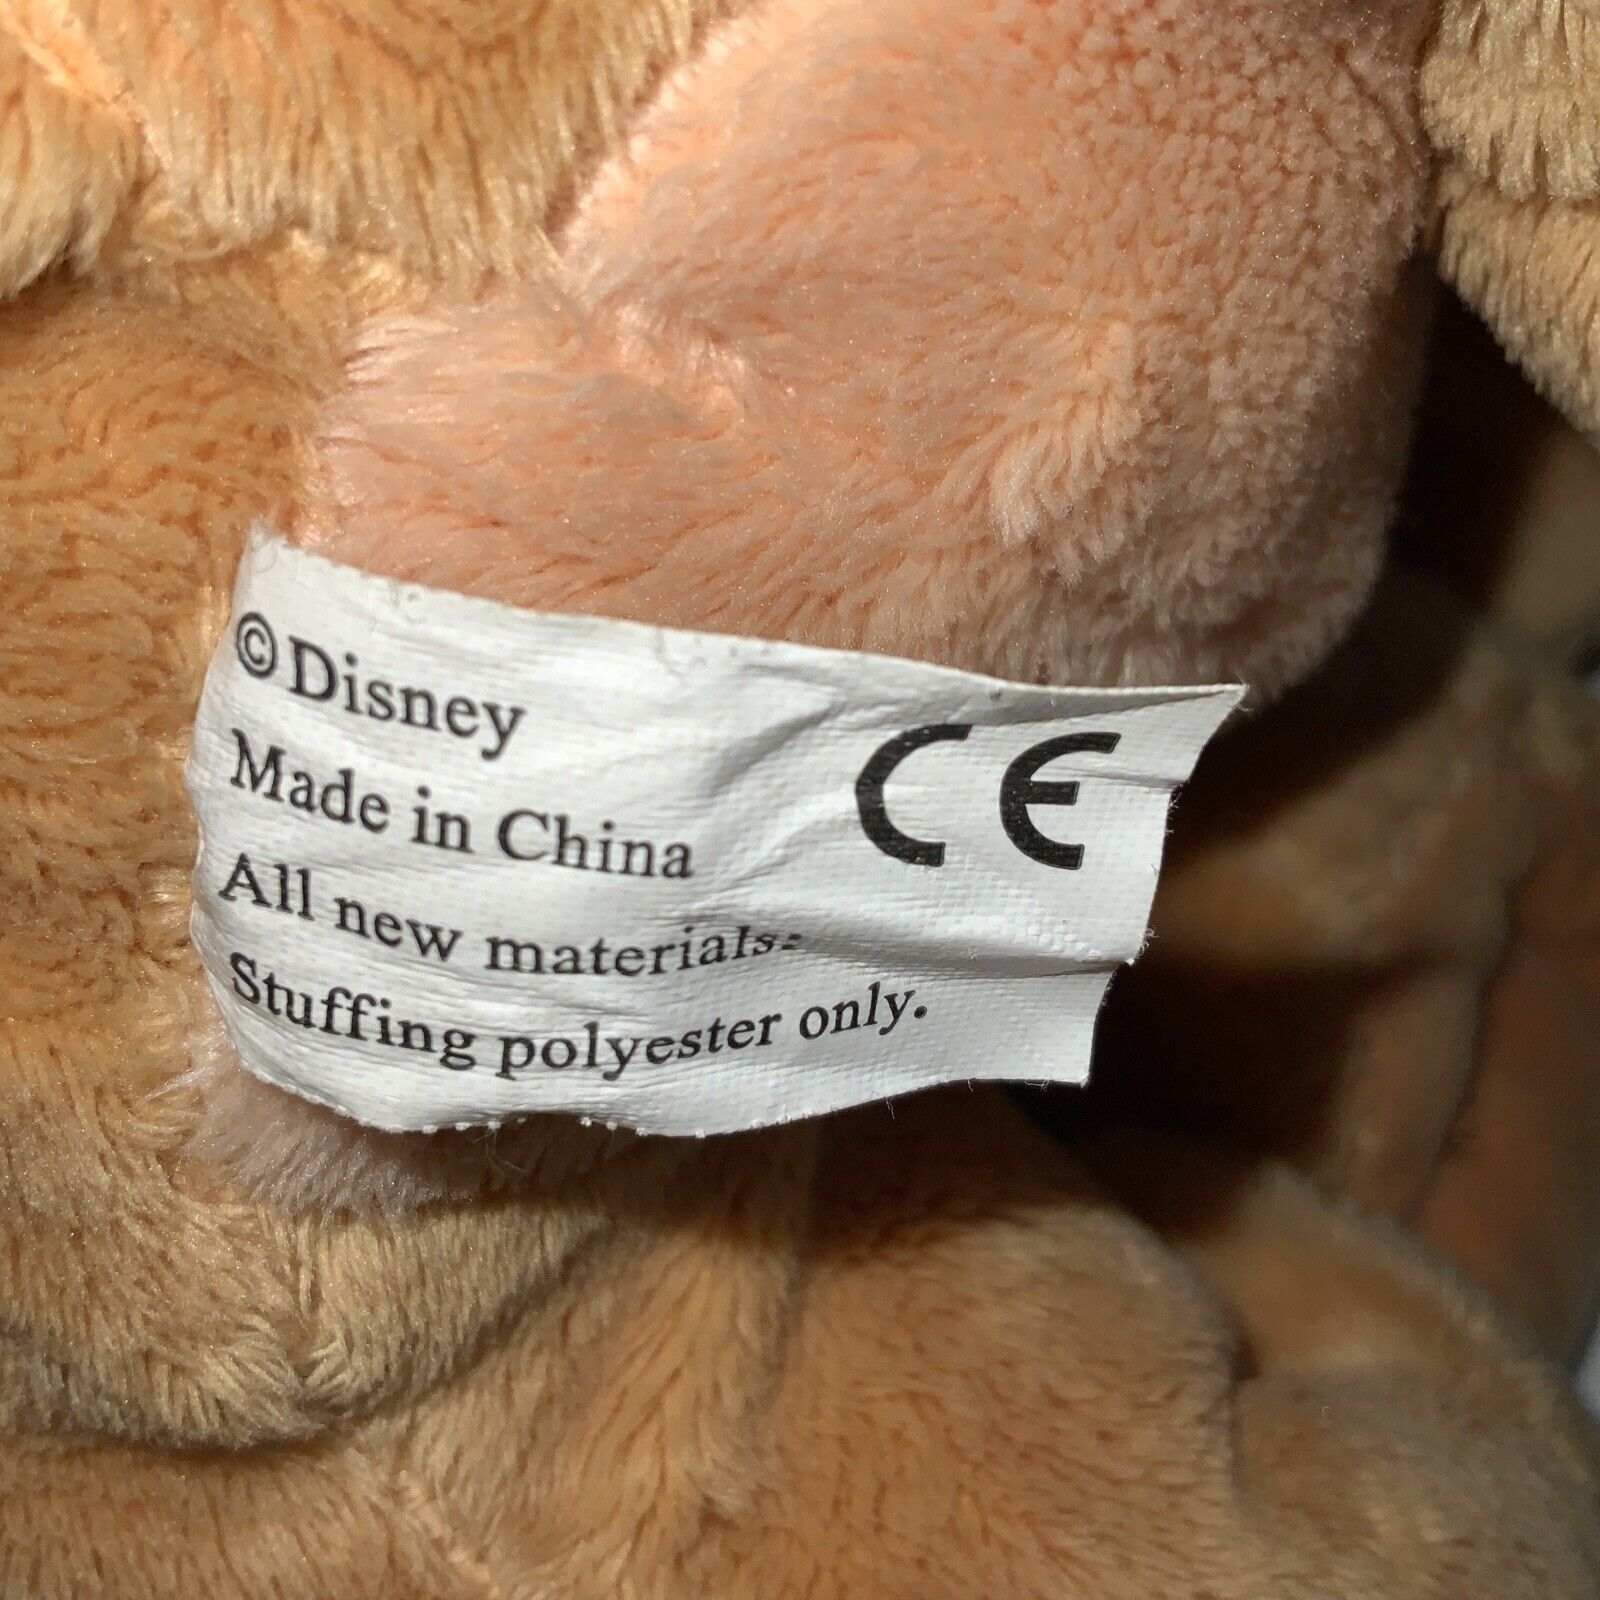 ©Disney
Made in China
CE
All new materials:
Stuffing polyester only.